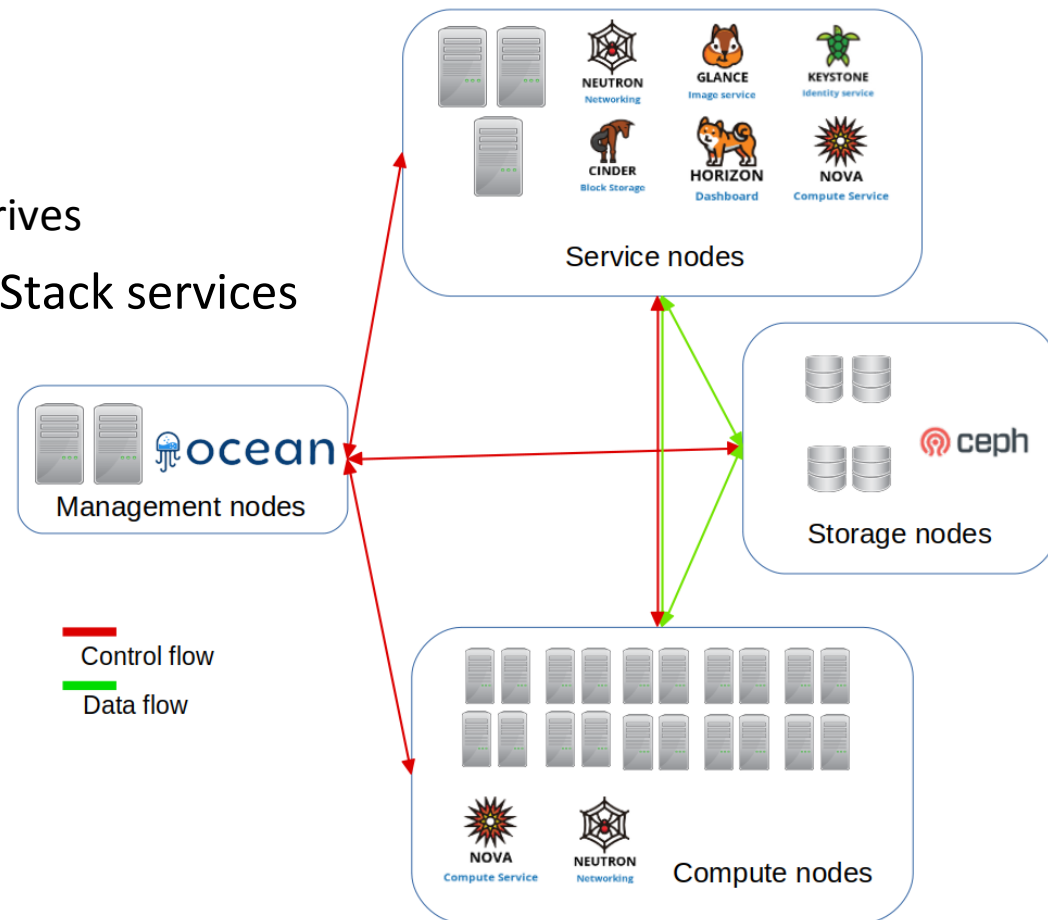 NEUTRON
Networking
GLANCE
Image service
KEYSTONE
Identity service
CINDER
Block Storage
HORIZON
Dashboard
NOVA
Compute Service
Service nodes
rives
Stack services
ocean
Management nodes
ceph
Storage nodes
Control flow
Data flow
NOVA
Compute Service
NEUTRON
Networking
Compute nodes